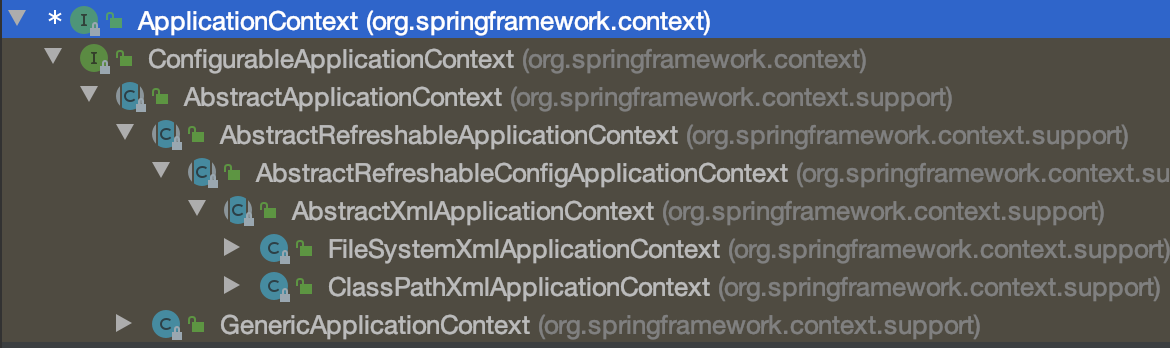 * I ApplicationContext (org.springframework.context)
I ConfigurableApplicationContext (org.springframework.context)
C AbstractApplicationContext (org.springframework.context.support)
C AbstractRefreshableApplicationContext (org.springframework.context.support)
C AbstractRefreshableConfigApplicationContext (org.springframework.context.su
C AbstractXmlApplicationContext (org.springframework.context.support)
C FileSystemXmlApplicationContext (org.springframework.context.support)
C ClassPathXmlApplicationContext (org.springframework.context.support)
C GenericApplicationContext (org.springframework.context.support)